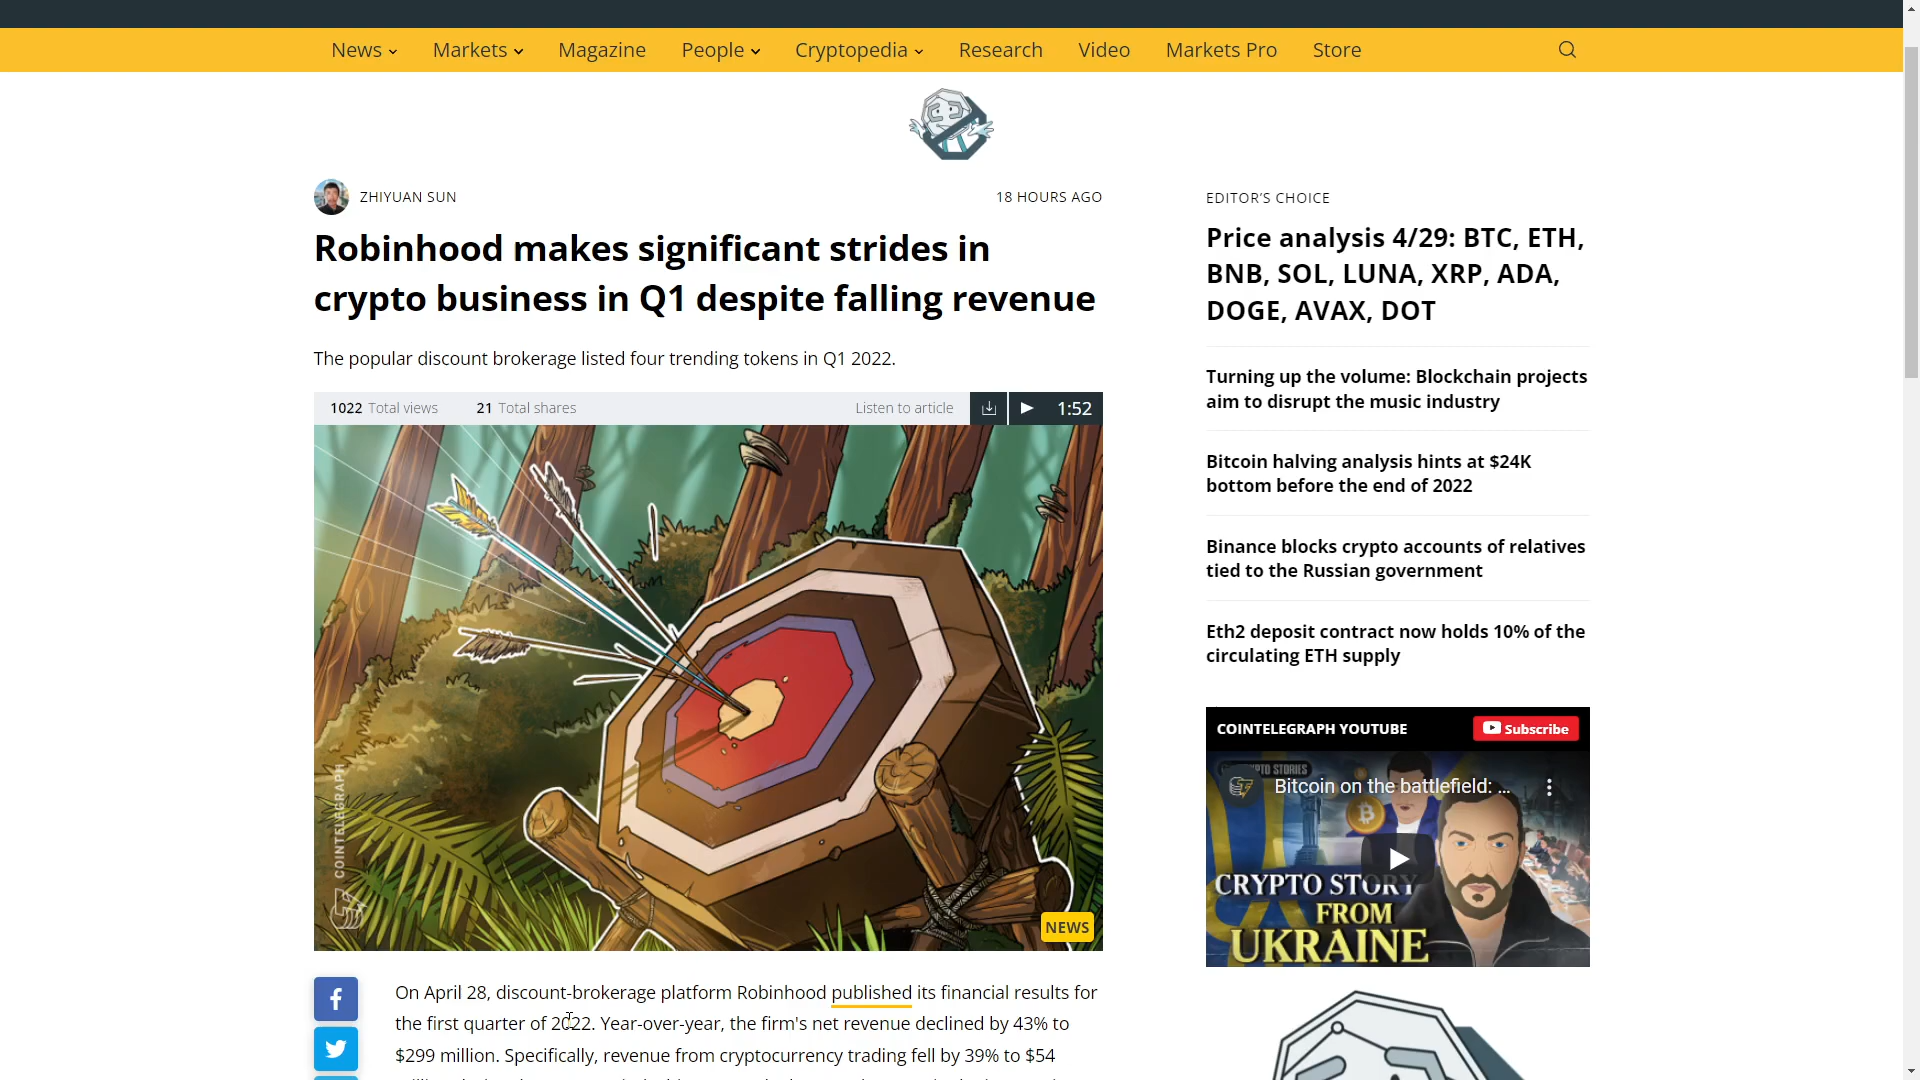 News
Markets
Magazine
People
Cryptopedia
Research
Video
Markets Pro
Store
ZHIYUAN SUN
18 HOURS AGO
Robinhood makes significant strides in
crypto business in Q1 despite falling revenue
The popular discount brokerage listed four trending tokens in Q1 2022.
1022 Total views
21 Total shares
Listen to article
1:52
COINTELEGRAPH
NEWS
On April 28, discount-brokerage platform Robinhood published its financial results for
the first quarter of 2022. Year-over-year, the firm's net revenue declined by 43% to
$299 million. Specifically, revenue from cryptocurrency trading fell by 39% to $54
EDITOR'S CHOICE
Price analysis 4/29: BTC, ETH,
BNB, SOL, LUNA, XRP, ADA,
DOGE, AVAX, DOT
Turning up the volume: Blockchain projects
aim to disrupt the music industry
Bitcoin halving analysis hints at $24K
bottom before the end of 2022
Binance blocks crypto accounts of relatives
tied to the Russian government
Eth2 deposit contract now holds 10% of the
circulating ETH supply
COINTELEGRAPH YOUTUBE
Subscribe
STORIES
Bitcoin on the battlefield: ...
CRYPTO STORY
FROM
UKRAINE